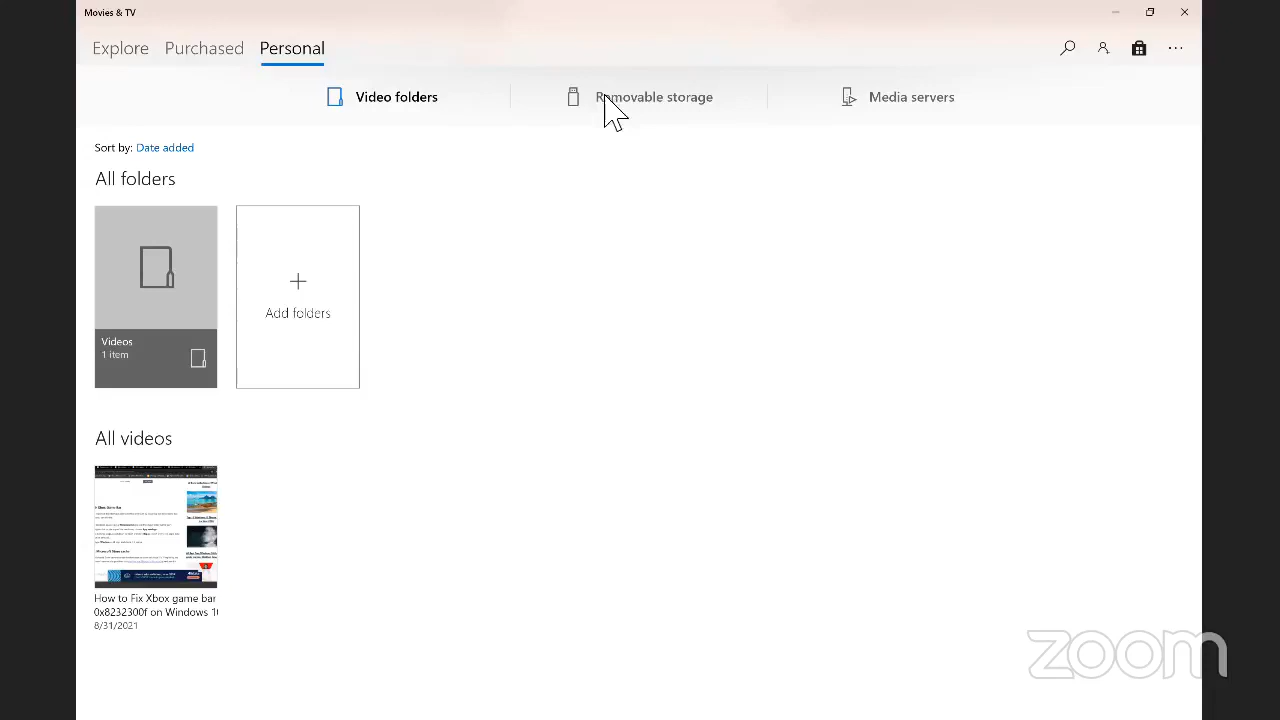 Movies & TV
Explore Purchased Personal
Video folders
Removable storage
Media servers
Sort by: Date added
All folders
Videos
1 item
Add folders
All videos
How to Fix Xbox game bar
0x8232300f on Windows 10
8/31/2021
zoom